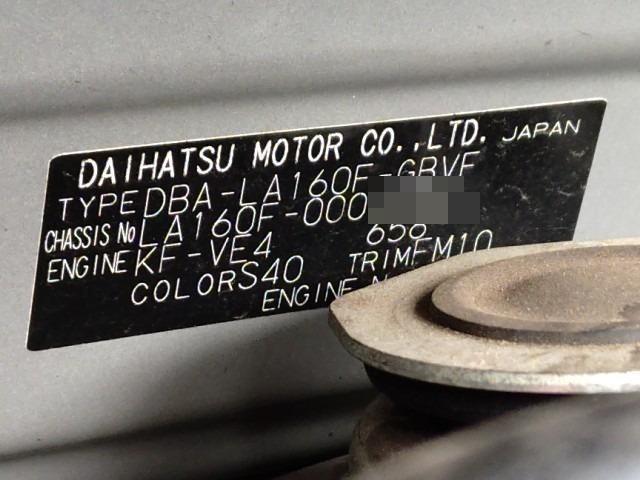 DAIHATSU MOTOR CO.,LTD. JAPAN
TYPE DBA-LA160F-GBVF
CHASSIS No LA160F-000
ENGINE KF-VE4 658
COLOR S40 TRIM FM10
ENGINE